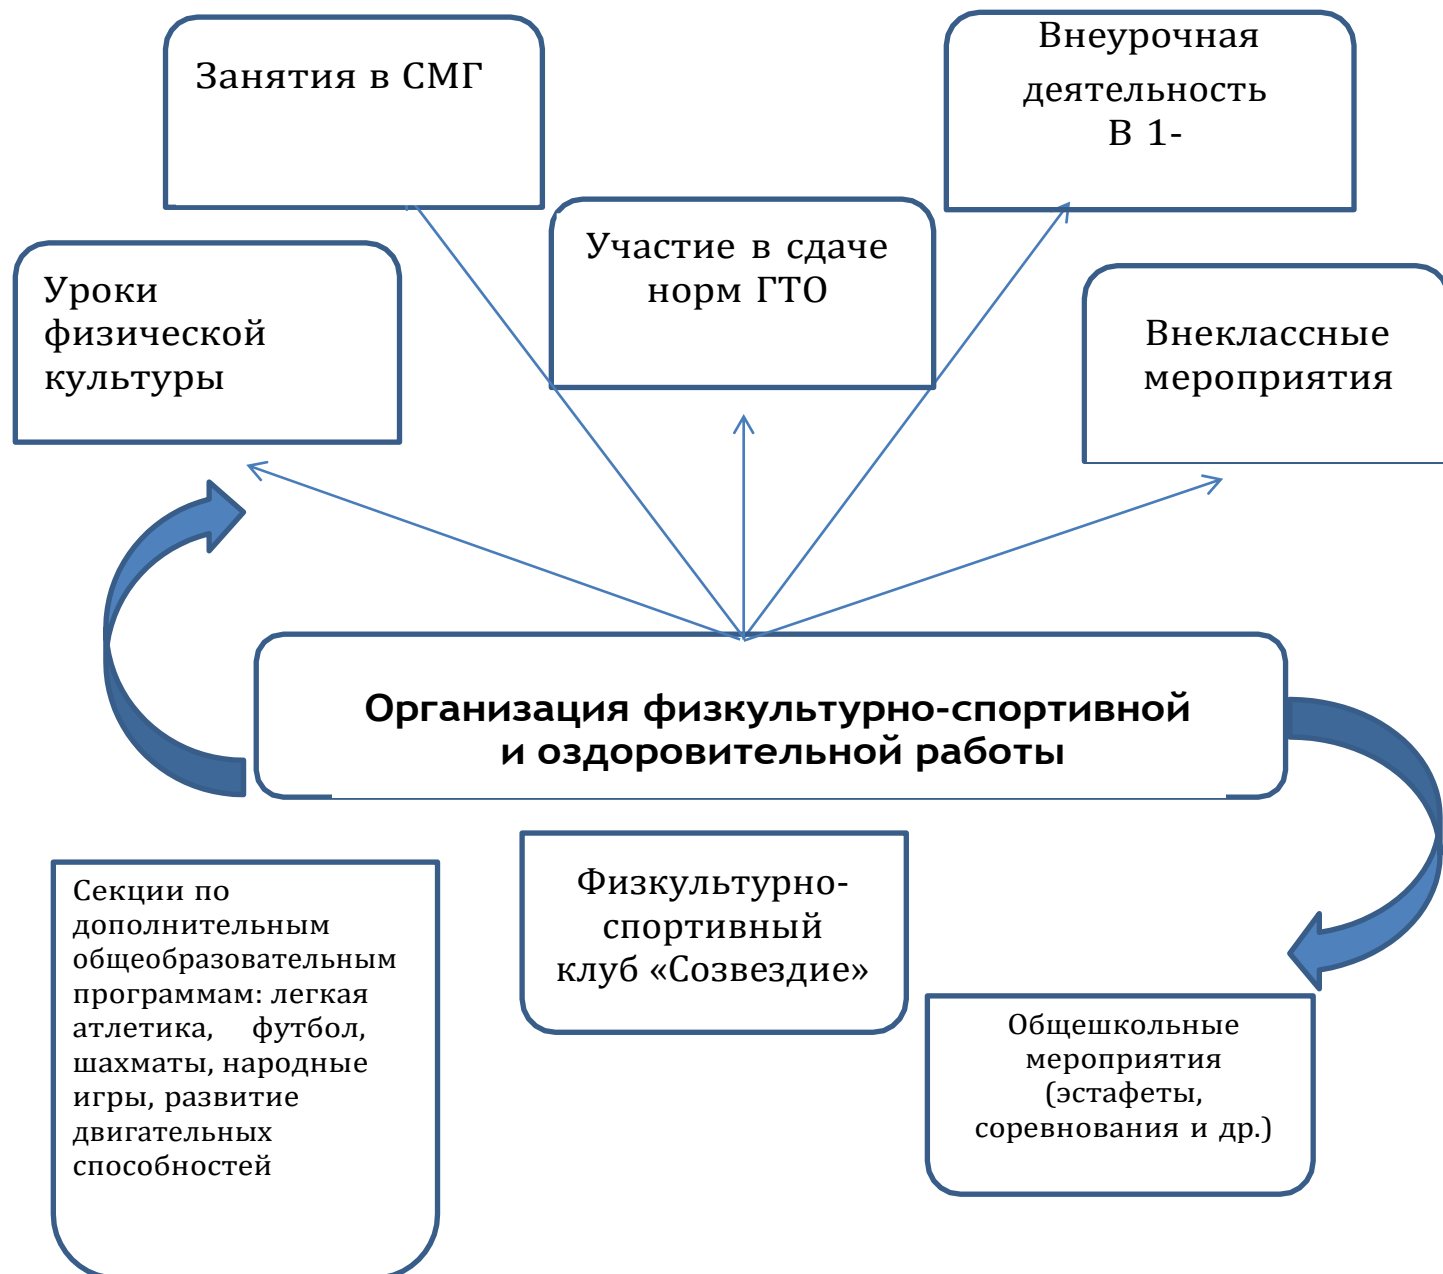 Занятия в СМГ
Внеурочная
деятельность
В 1-
Участие в сдаче
норм ГТО
Уроки
физической
культуры
Внеклассные
мероприятия
Организация физкультурно-спортивной
и оздоровительной работы
Секции по
дополнительным
общеобразовательным
программам: легкая
атлетика, футбол,
шахматы, народные
игры, развитие
двигательных
способностей
Физкультурно-
спортивный
клуб «Созвездие»
Общешкольные
мероприятия
(эстафеты,
соревнования и др.)